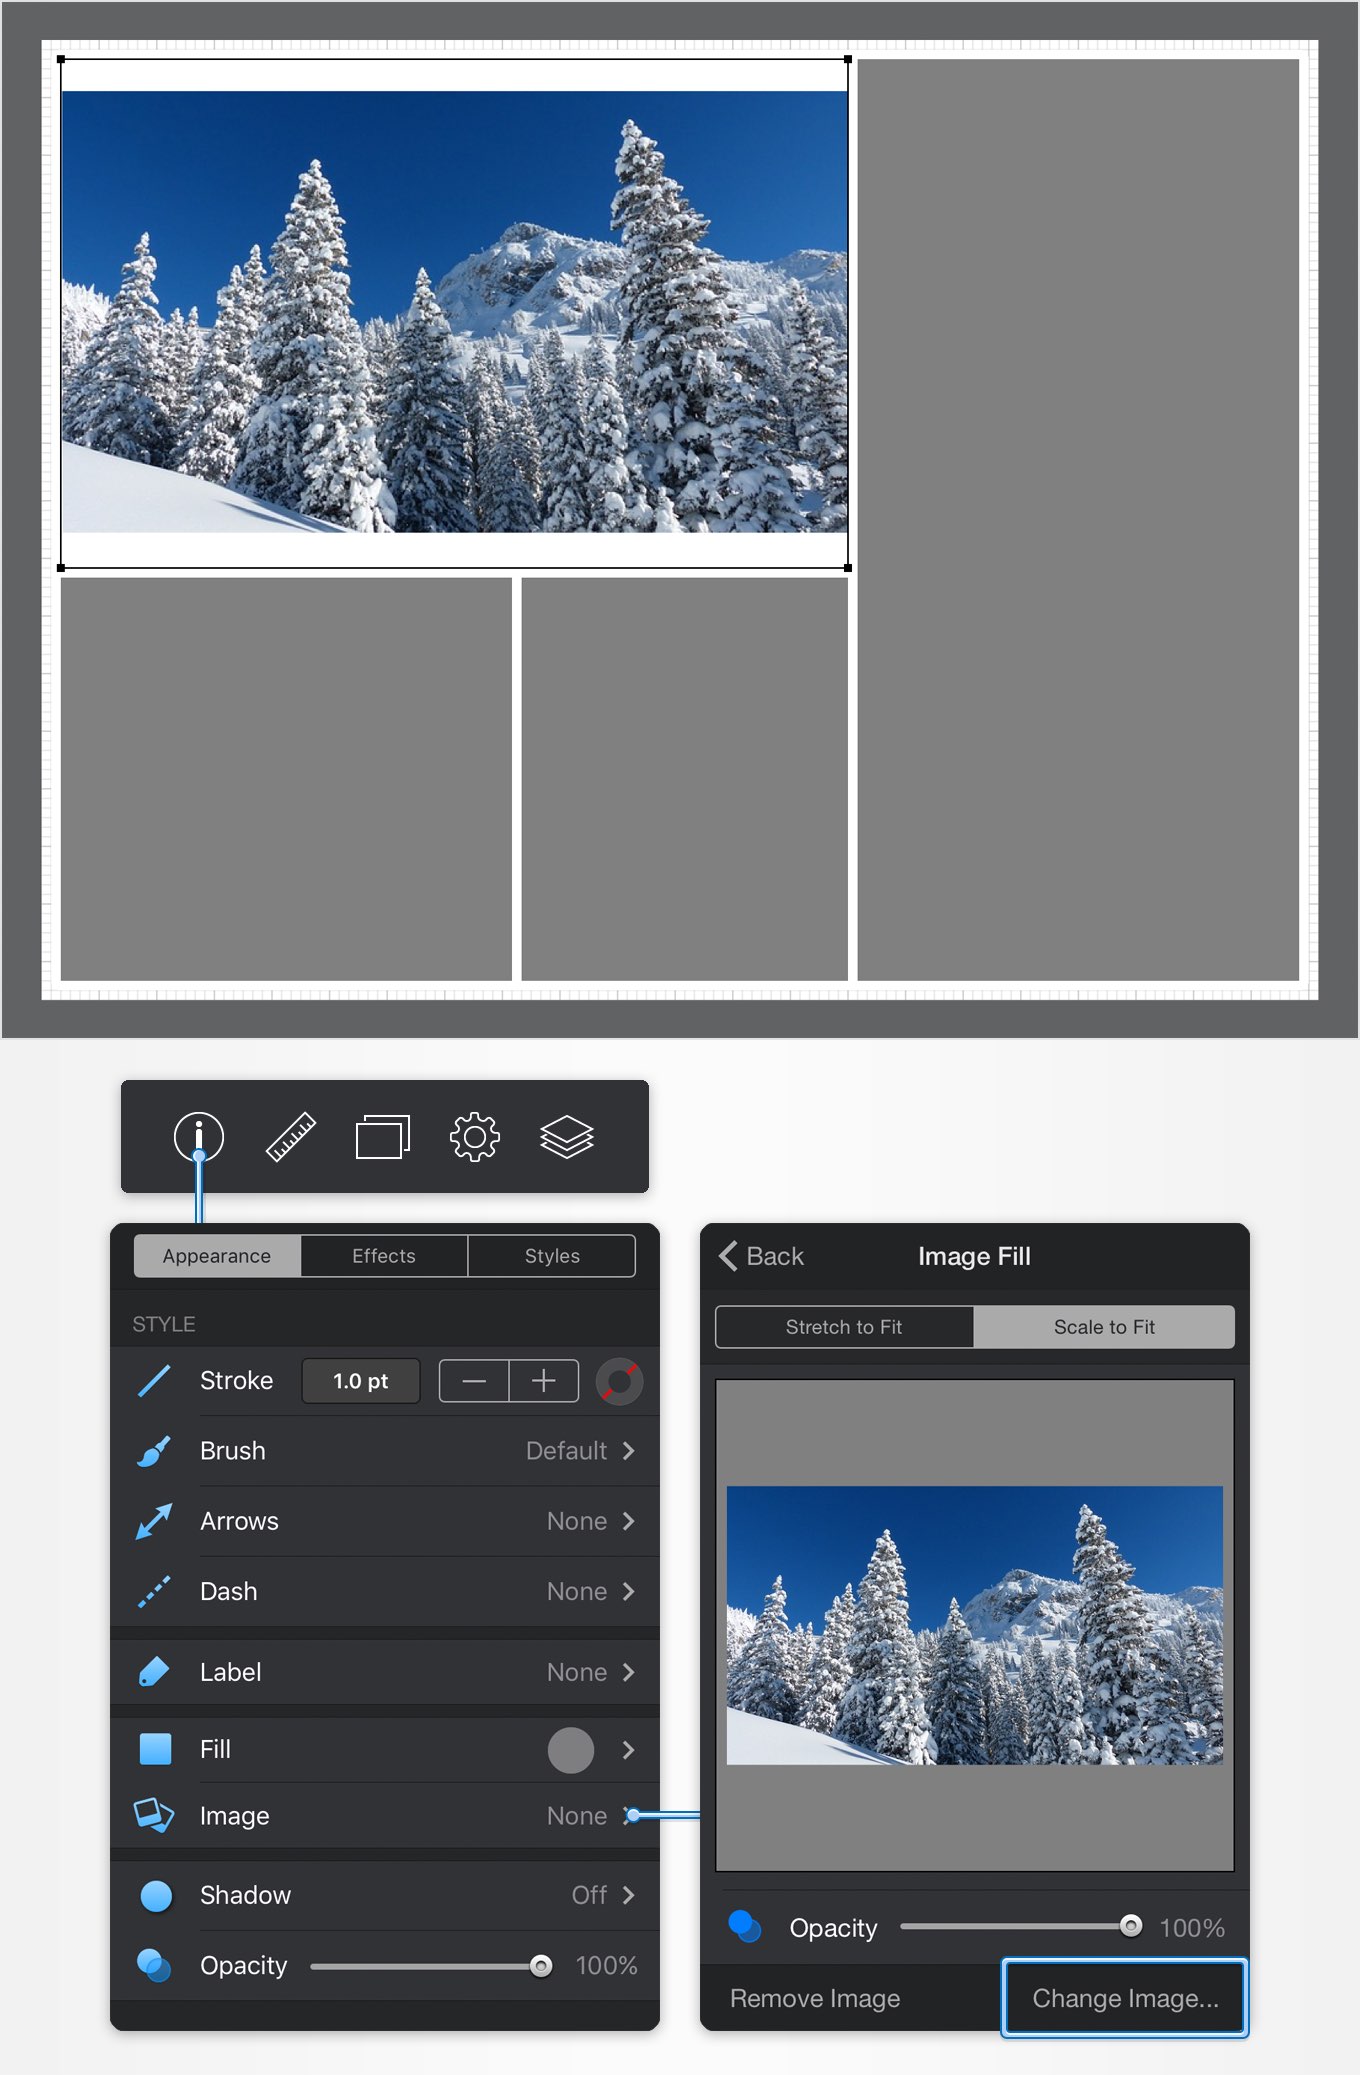 Appearance Effects Styles
STYLE
Stroke 1.0 pt
Brush Default
Arrows None
Dash None
Label None
Fill
Image None
Shadow Off
Opacity 100%
Back Image Fill
Stretch to Fit Scale to Fit
Opacity 100%
Remove Image Change Image...